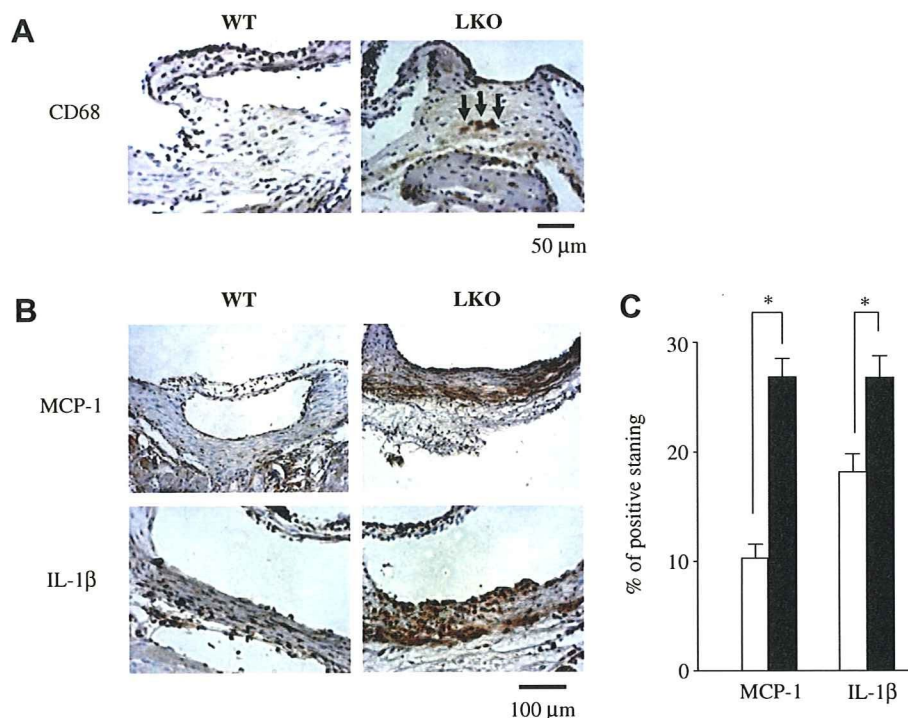 A
WT
LKO
CD68
50 μm
B
WT
LKO
MCP-1
IL-1β
100 μm
C
% of positive staning
30
20
10
0
*
*
MCP-1
IL-1β